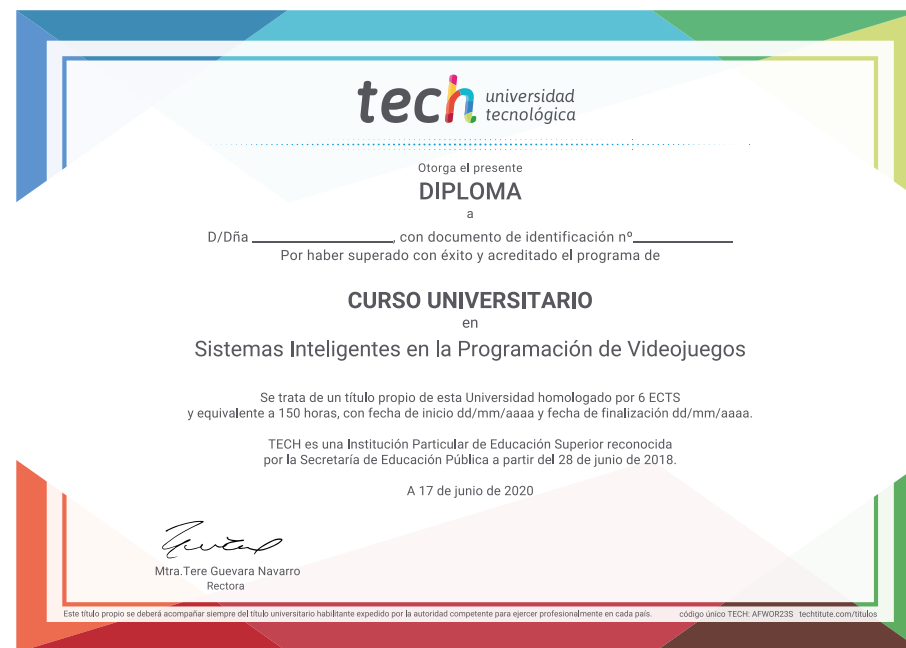 tech universidad
tecnológica
Otorga el presente
DIPLOMA
a
D/Dña ____________________, con documento de identificación nº______________
Por haber superado con éxito y acreditado el programa de
CURSO UNIVERSITARIO
en
Sistemas Inteligentes en la Programación de Videojuegos
Se trata de un título propio de esta Universidad homologado por 6 ECTS
y equivalente a 150 horas, con fecha de inicio dd/mm/aaaa y fecha de finalización dd/mm/aaaa.
TECH es una Institución Particular de Educación Superior reconocida
por la Secretaría de Educación Pública a partir del 28 de junio de 2018.
A 17 de junio de 2020
Mtra.Tere Guevara Navarro
Rectora
Este título propio se deberá acompañar siempre del título universitario habilitante expedido por la autoridad competente para ejercer profesionalmente en cada país. código único TECH: AFWOR23S techtitute.com/titulos